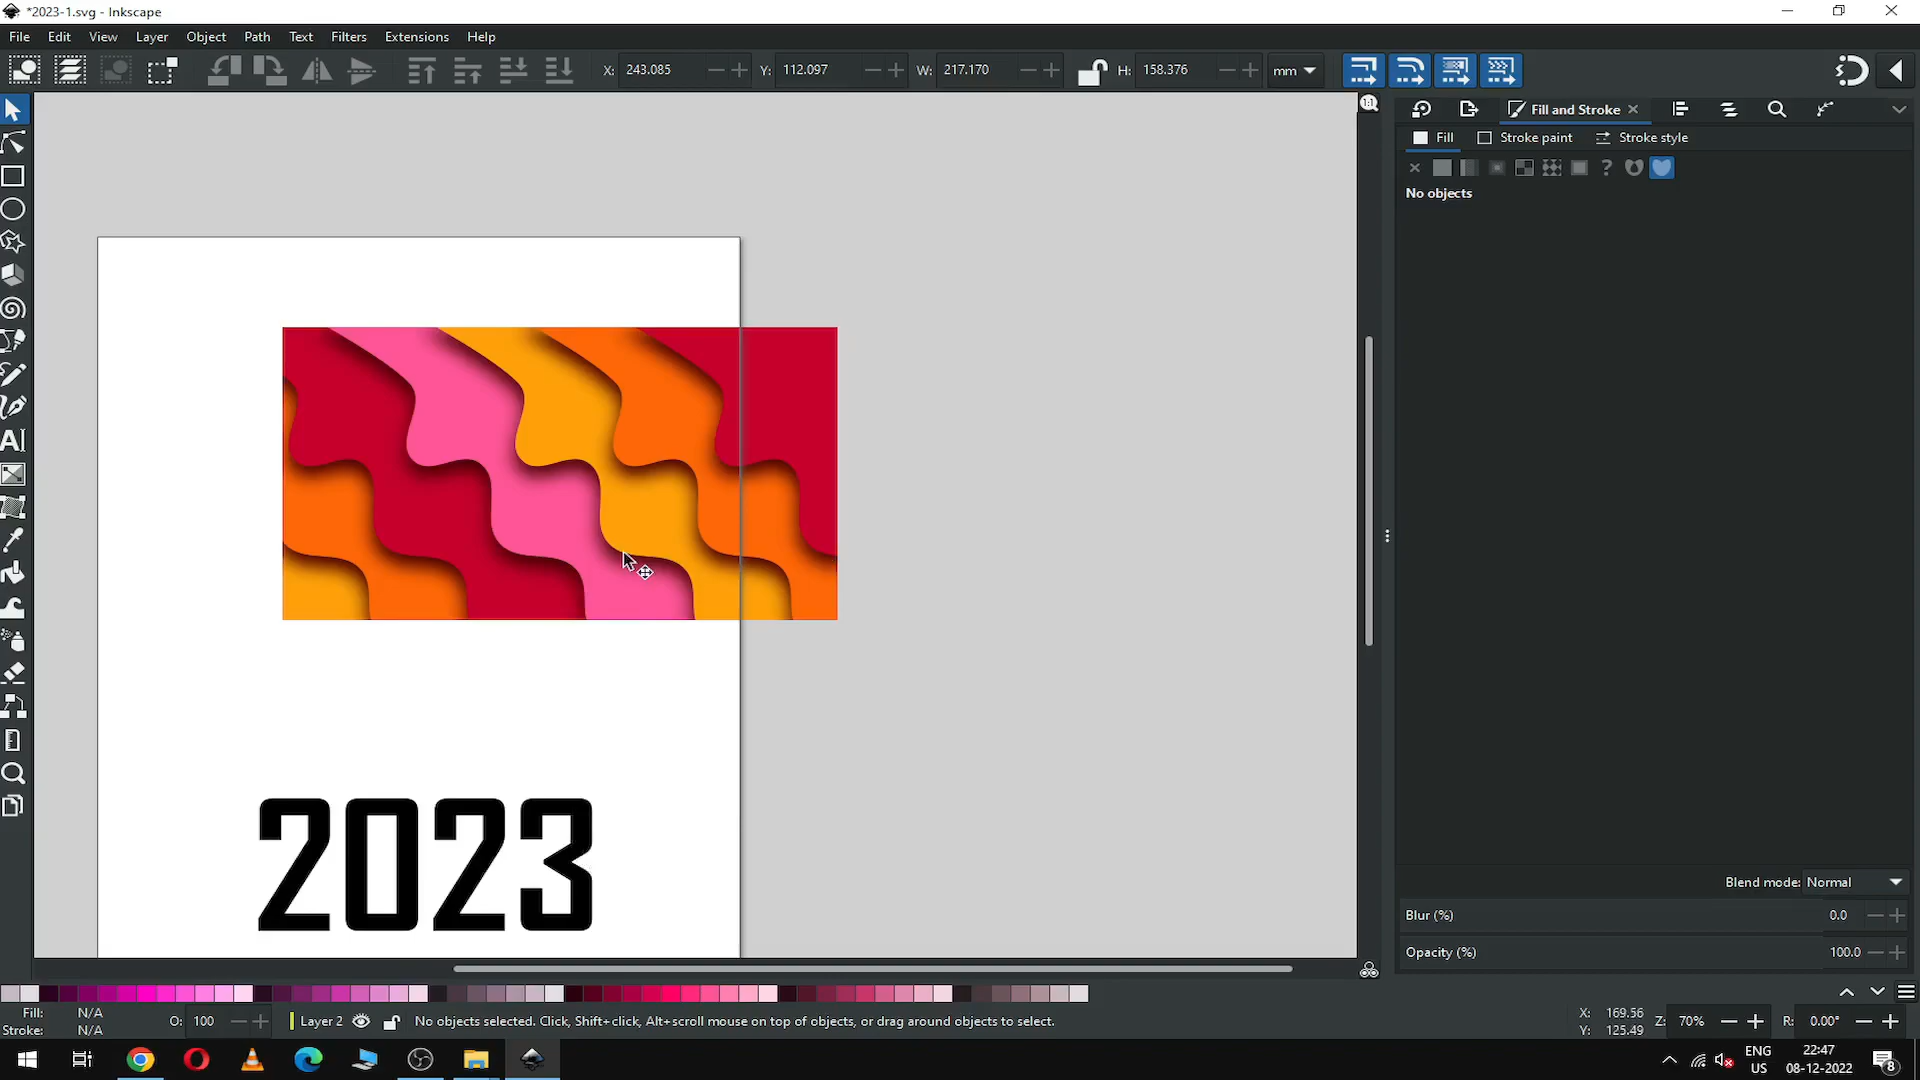 *2023-1.svg - Inkscape
File Edit View Layer Object Path Text Filters Extensions Help
X: 243.085 Y: 112.097 W: 217.170 H: 158.376 mm
1:1
Fill and Stroke
Fill Stroke paint Stroke style
No objects
2023
Blend mode: Normal
Blur (%) 0.0
Opacity (%) 100.0
Fill: N/A
Stroke: N/A
O: 100
Layer 2 No objects selected. Click, Shift+click, Alt+scroll mouse on top of objects, or drag around objects to select.
X: 169.56
Y: 125.49
Z: 70% R: 0.00°
ENG
US
22:47
08-12-2022
8